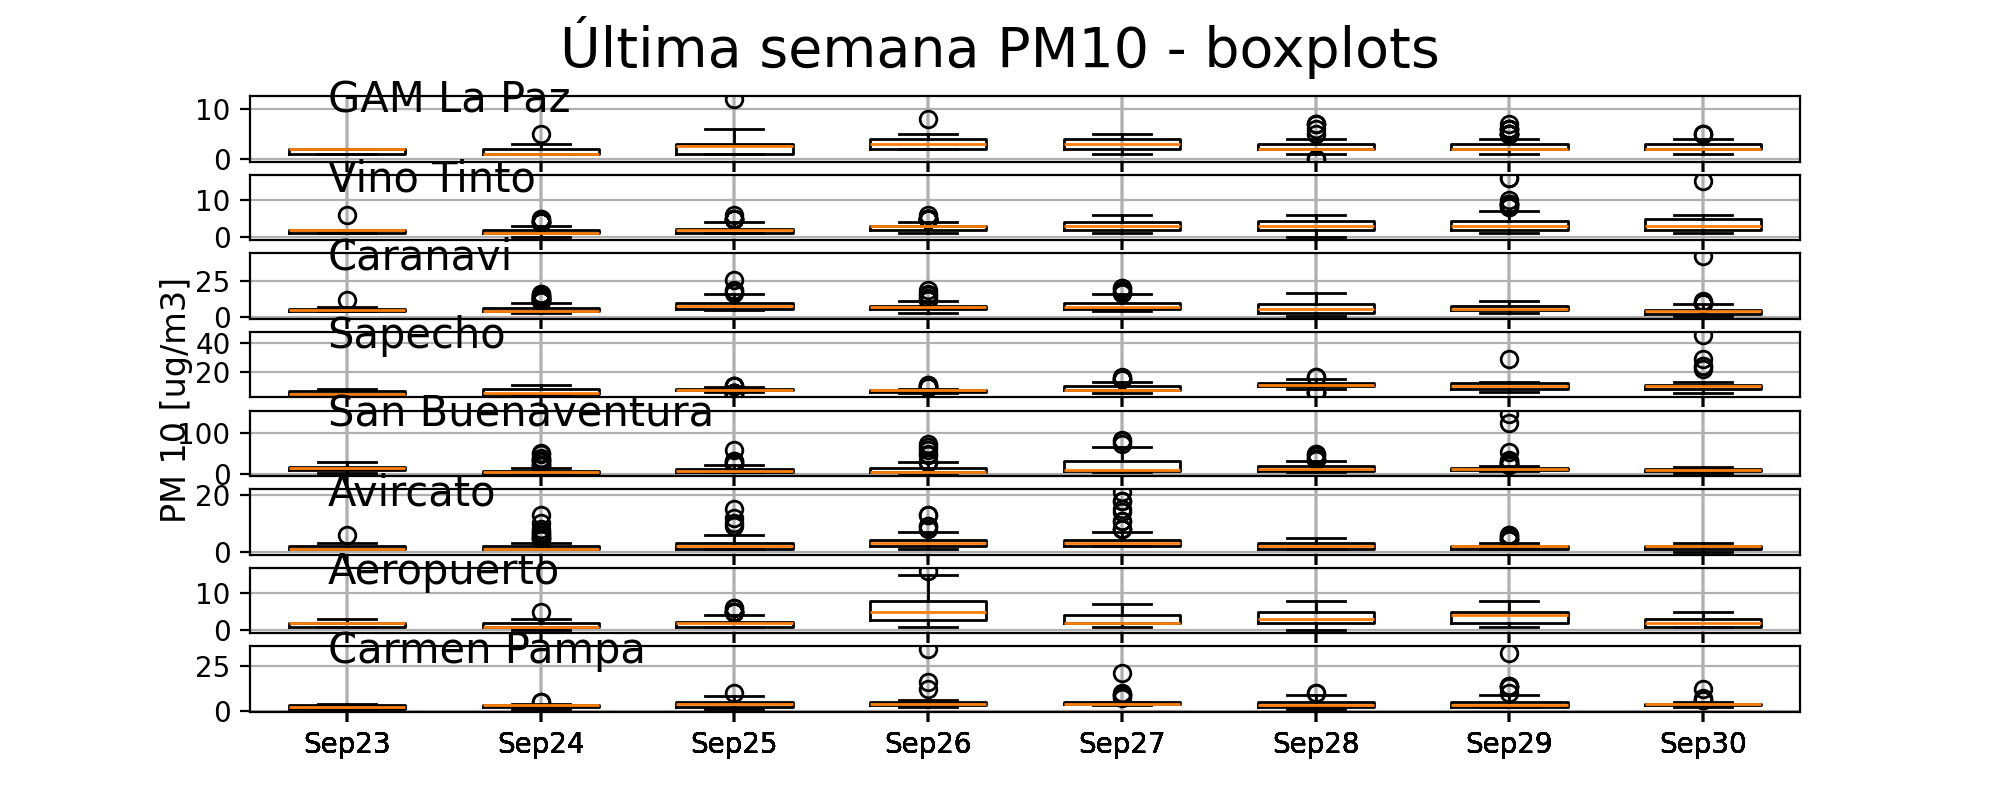 Última semana PM10 - boxplots
GAM La Paz
10
0
Vino Tinto
10
0
Caranavi
25
0
Sapecho
40
20
San Buenaventura
100
0
Avircato
20
0
Aeropuerto
10
0
Carmen Pampa
25
0
PM 10 [ug/m3]
Sep23 Sep24 Sep25 Sep26 Sep27 Sep28 Sep29 Sep30